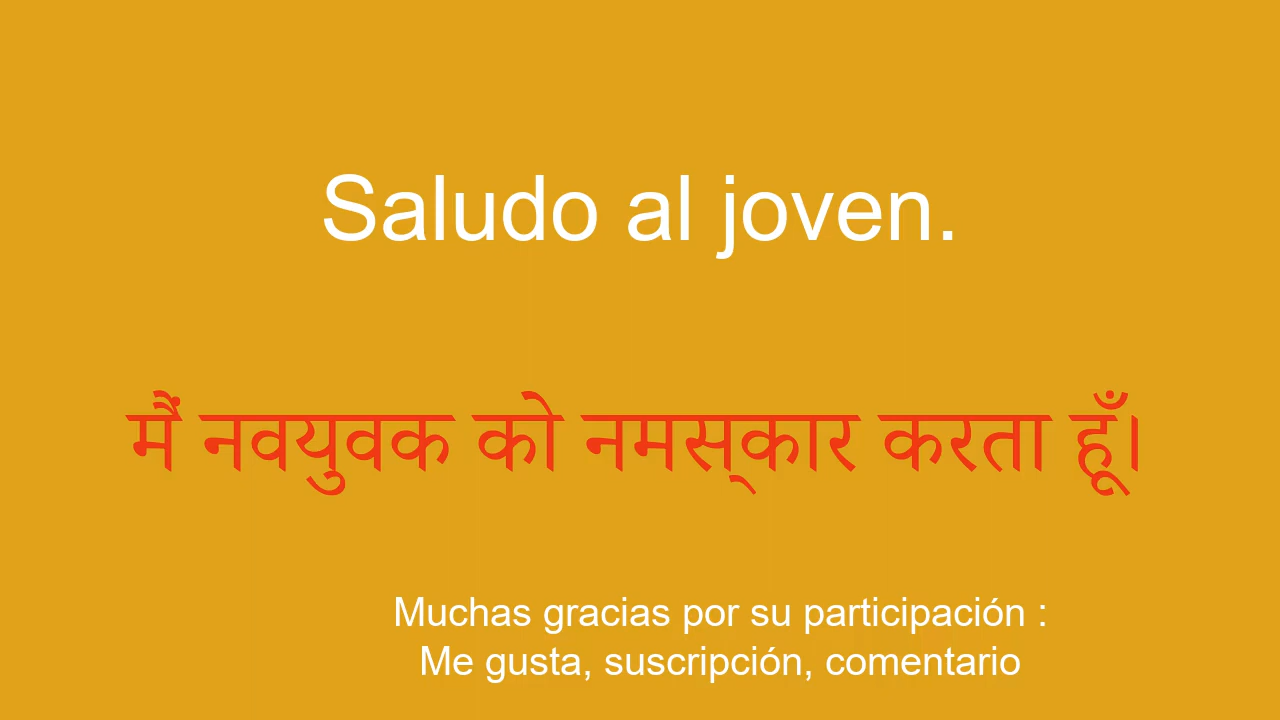 Saludo al joven.
मैं नवयुवक को नमस्कार करता हूँ।
Muchas gracias por su participación :
Me gusta, suscripción, comentario